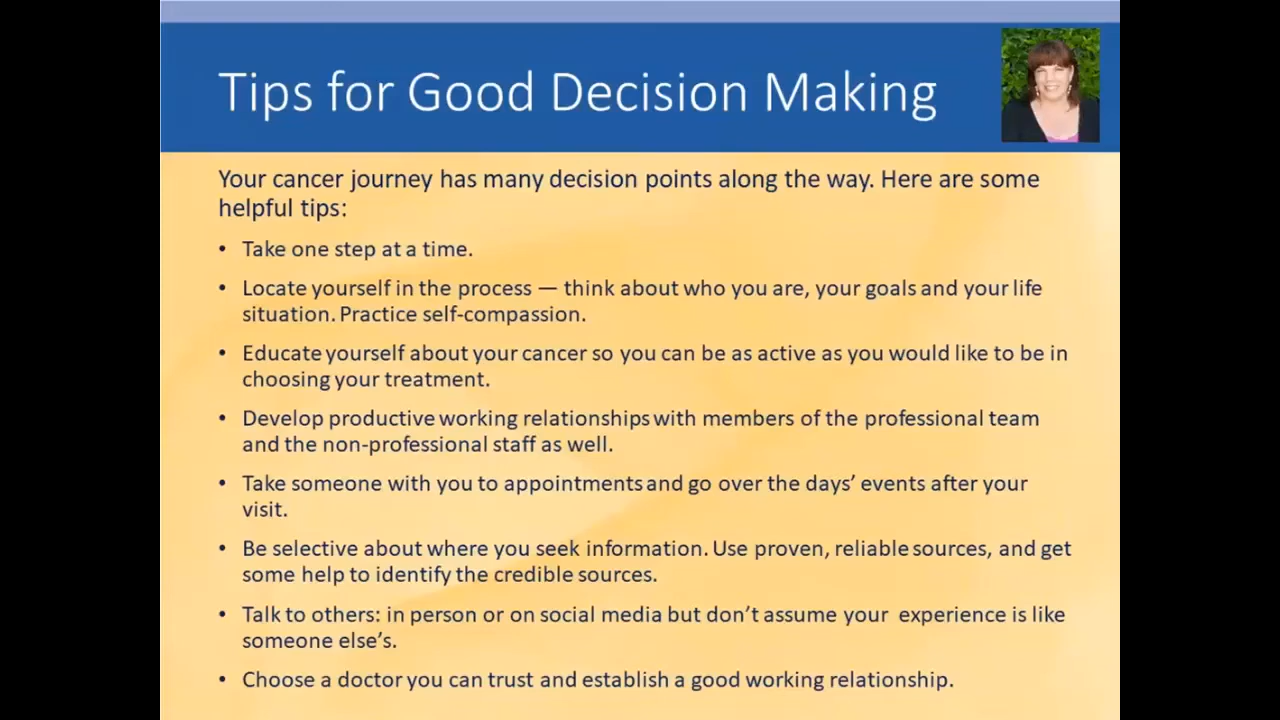 Tips for Good Decision Making
Your cancer journey has many decision points along the way. Here are some
helpful tips:
• Take one step at a time.
• Locate yourself in the process — think about who you are, your goals and your life
situation. Practice self-compassion.
• Educate yourself about your cancer so you can be as active as you would like to be in
choosing your treatment.
• Develop productive working relationships with members of the professional team
and the non-professional staff as well.
• Take someone with you to appointments and go over the days’ events after your
visit.
• Be selective about where you seek information. Use proven, reliable sources, and get
some help to identify the credible sources.
• Talk to others: in person or on social media but don’t assume your experience is like
someone else’s.
• Choose a doctor you can trust and establish a good working relationship.